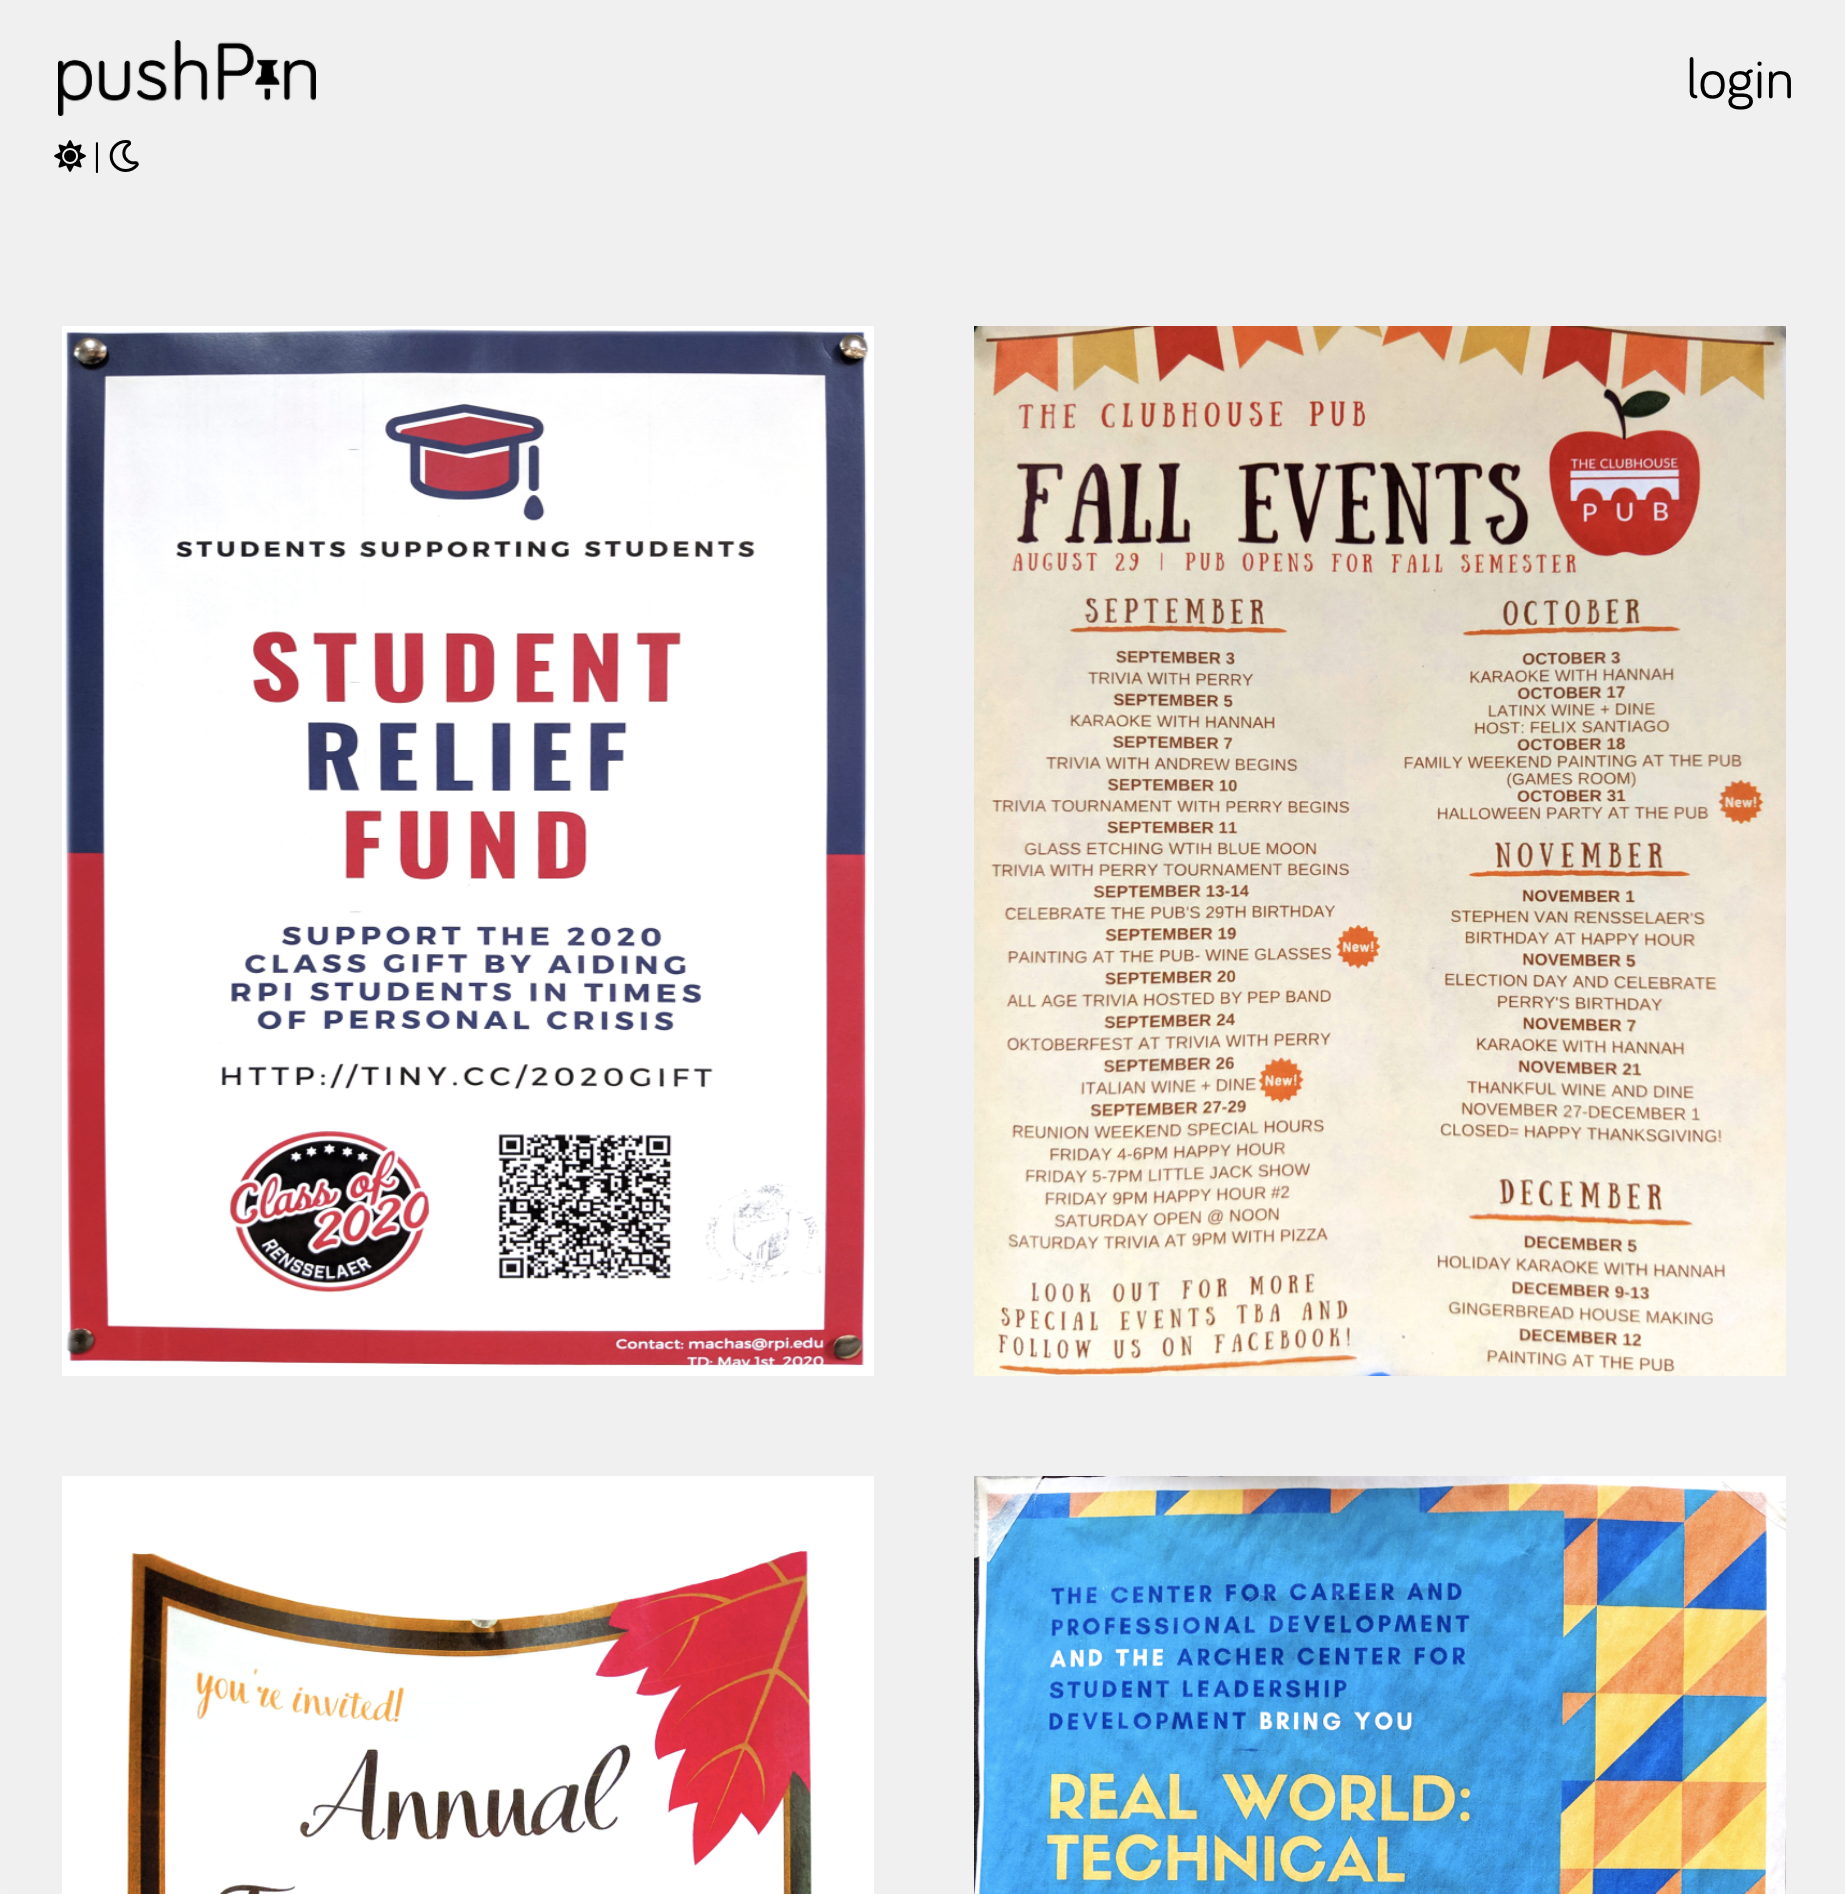 pushPin
login
STUDENTS SUPPORTING STUDENTS
STUDENT
RELIEF
FUND
SUPPORT THE 2020
CLASS GIFT BY AIDING
RPI STUDENTS IN TIMES
OF PERSONAL CRISIS
HTTP://TINY.CC/2020GIFT
Class of
2020
RENSSELAER
Contact: machas@rpi.edu
TD: May 1st, 2020
THE CLUBHOUSE PUB
FALL EVENTS
THE CLUBHOUSE
PUB
AUGUST 29 | PUB OPENS FOR FALL SEMESTER
SEPTEMBER
SEPTEMBER 3
TRIVIA WITH PERRY
SEPTEMBER 5
KARAOKE WITH HANNAH
SEPTEMBER 7
TRIVIA WITH ANDREW BEGINS
SEPTEMBER 10
TRIVIA TOURNAMENT WITH PERRY BEGINS
SEPTEMBER 11
GLASS ETCHING WTIH BLUE MOON
TRIVIA WITH PERRY TOURNAMENT BEGINS
SEPTEMBER 13-14
CELEBRATE THE PUB'S 29TH BIRTHDAY
SEPTEMBER 19
PAINTING AT THE PUB- WINE GLASSES
New!
SEPTEMBER 20
ALL AGE TRIVIA HOSTED BY PEP BAND
SEPTEMBER 24
OKTOBERFEST AT TRIVIA WITH PERRY
SEPTEMBER 26
ITALIAN WINE + DINE
New!
SEPTEMBER 27-29
REUNION WEEKEND SPECIAL HOURS
FRIDAY 4-6PM HAPPY HOUR
FRIDAY 5-7PM LITTLE JACK SHOW
FRIDAY 9PM HAPPY HOUR #2
SATURDAY OPEN @ NOON
SATURDAY TRIVIA AT 9PM WITH PIZZA
LOOK OUT FOR MORE
SPECIAL EVENTS TBA AND
FOLLOW US ON FACEBOOK!
OCTOBER
OCTOBER 3
KARAOKE WITH HANNAH
OCTOBER 17
LATINX WINE + DINE
HOST: FELIX SANTIAGO
OCTOBER 18
FAMILY WEEKEND PAINTING AT THE PUB
(GAMES ROOM)
OCTOBER 31
HALLOWEEN PARTY AT THE PUB
New!
NOVEMBER
NOVEMBER 1
STEPHEN VAN RENSSELAER'S
BIRTHDAY AT HAPPY HOUR
NOVEMBER 5
ELECTION DAY AND CELEBRATE
PERRY'S BIRTHDAY
NOVEMBER 7
KARAOKE WITH HANNAH
NOVEMBER 21
THANKFUL WINE AND DINE
NOVEMBER 27-DECEMBER 1
CLOSED= HAPPY THANKSGIVING!
DECEMBER
DECEMBER 5
HOLIDAY KARAOKE WITH HANNAH
DECEMBER 9-13
GINGERBREAD HOUSE MAKING
DECEMBER 12
PAINTING AT THE PUB
you're invited!
Annual
THE CENTER FOR CAREER AND
PROFESSIONAL DEVELOPMENT
AND THE ARCHER CENTER FOR
STUDENT LEADERSHIP
DEVELOPMENT BRING YOU
REAL WORLD:
TECHNICAL